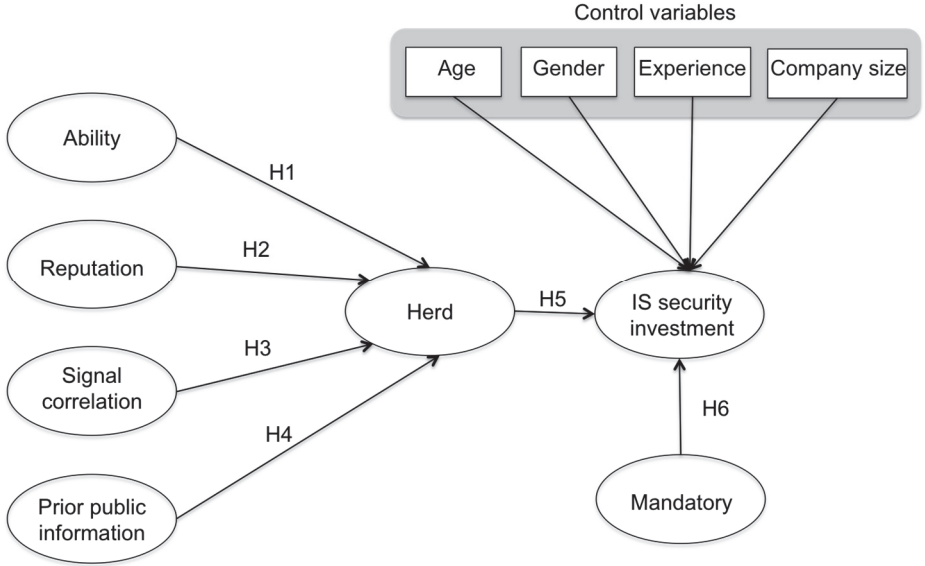 Control variables
Age
Gender
Experience
Company size
Ability
H1
Reputation
H2
Herd
H5
IS security
investment
Signal
correlation
H3
H4
H6
Prior public
information
Mandatory